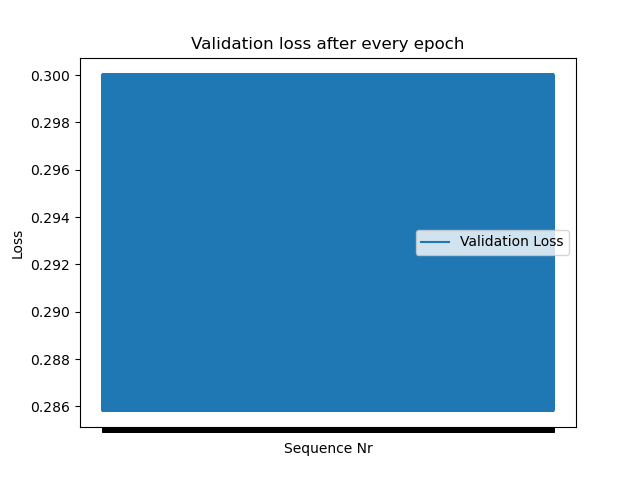 Validation loss after every epoch
0.300
0.298
0.296
0.294
0.292
0.290
0.288
0.286
Loss
Validation Loss
Sequence Nr